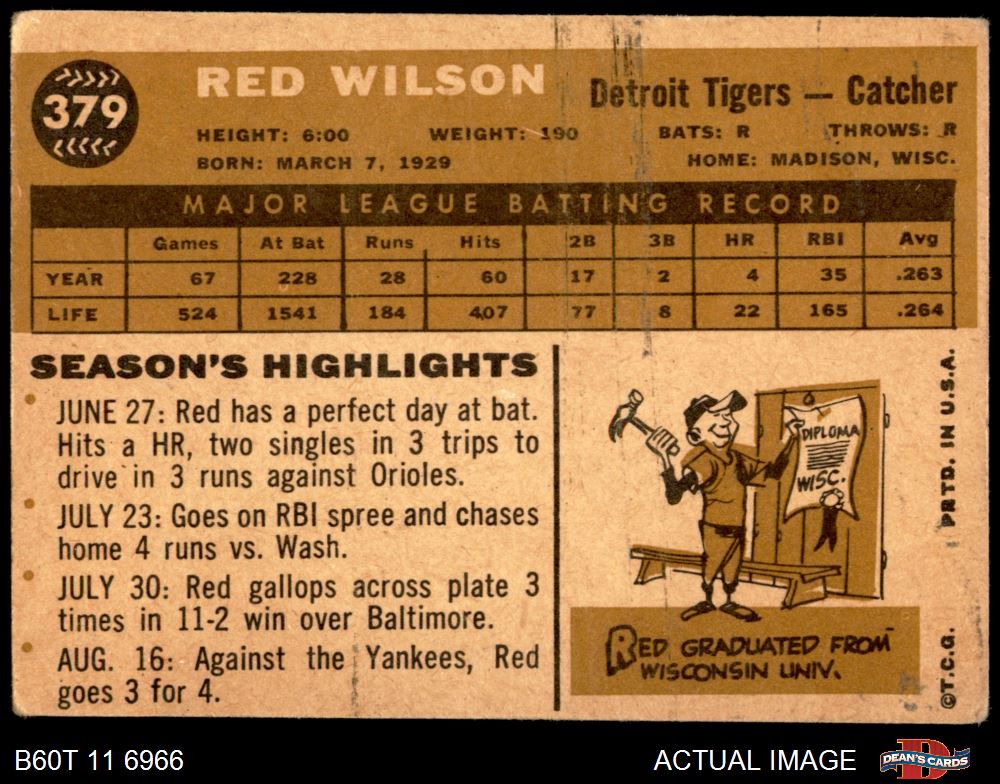 379
RED WILSON
Detroit Tigers — Catcher
HEIGHT: 6:00 WEIGHT: 190 BATS: R THROWS: R
BORN: MARCH 7, 1929 HOME: MADISON, WISC.
MAJOR LEAGUE BATTING RECORD
Games At Bat Runs Hits 2B 3B HR RBI Avg
YEAR 67 228 28 60 17 2 4 35 .263
LIFE 524 1541 184 407 77 8 22 165 .264
SEASON'S HIGHLIGHTS
JUNE 27: Red has a perfect day at bat.
Hits a HR, two singles in 3 trips to
drive in 3 runs against Orioles.
JULY 23: Goes on RBI spree and chases
home 4 runs vs. Wash.
JULY 30: Red gallops across plate 3
times in 11-2 win over Baltimore.
AUG. 16: Against the Yankees, Red
goes 3 for 4.
DIPLOMA
WISC.
RED GRADUATED FROM
WISCONSIN UNIV.
©T.C.G. PRTD. IN U.S.A.
B60T 11 6966
ACTUAL IMAGE
D
DEAN'S CARDS